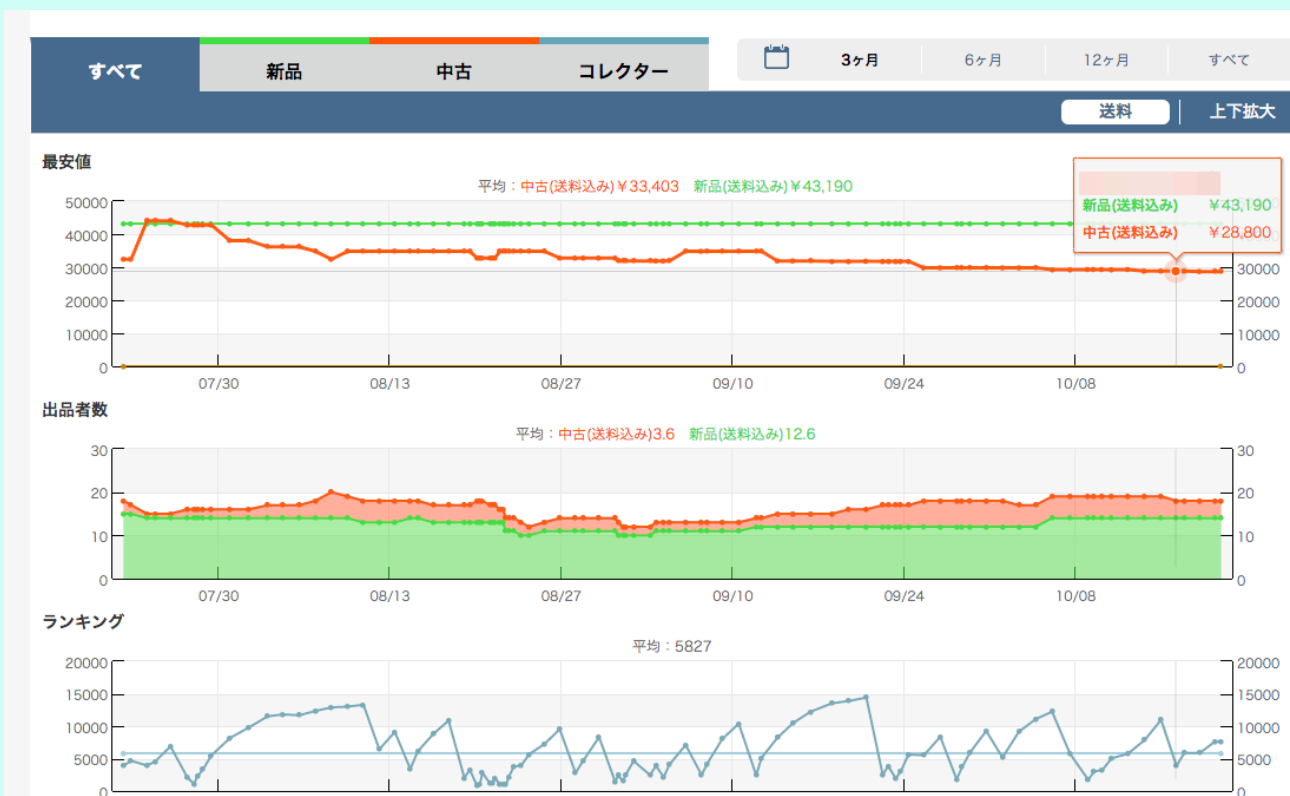 すべて 新品 中古 コレクター 3ヶ月 6ヶ月 12ヶ月 すべて
送料 上下拡大
最安値
平均：中古(送料込み)￥33,403 新品(送料込み)￥43,190
新品(送料込み) ￥43,190
中古(送料込み) ￥28,800
50000
40000
30000 30000
20000 20000
10000 10000
0 0
07/30 08/13 08/27 09/10 09/24 10/08
出品者数
平均：中古(送料込み)3.6 新品(送料込み)12.6
30 30
20 20
10 10
0 0
07/30 08/13 08/27 09/10 09/24 10/08
ランキング
平均：5827
20000 20000
15000 15000
10000 10000
5000 5000
0 0